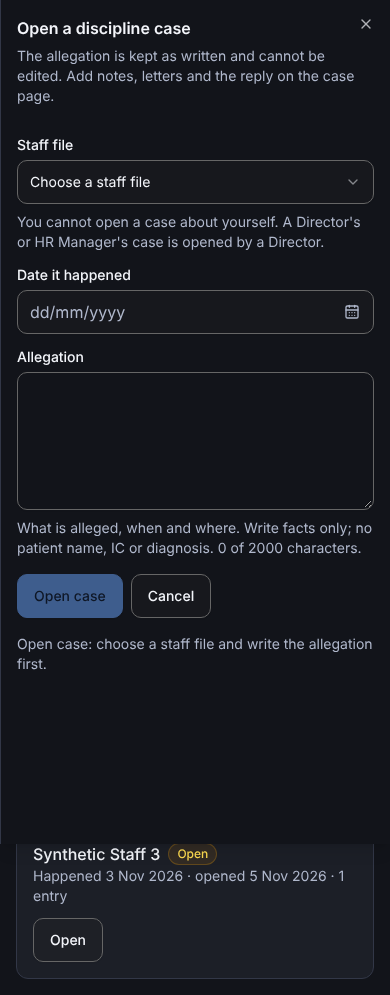 Open a discipline case
The allegation is kept as written and cannot be
edited. Add notes, letters and the reply on the case
page.
Staff file
Choose a staff file
You cannot open a case about yourself. A Director's
or HR Manager's case is opened by a Director.
Date it happened
dd/mm/yyyy
Allegation
What is alleged, when and where. Write facts only; no
patient name, IC or diagnosis. 0 of 2000 characters.
Open case
Cancel
Open case: choose a staff file and write the allegation
first.
Synthetic Staff 3 Open
Happened 3 Nov 2026 · opened 5 Nov 2026 · 1
entry
Open